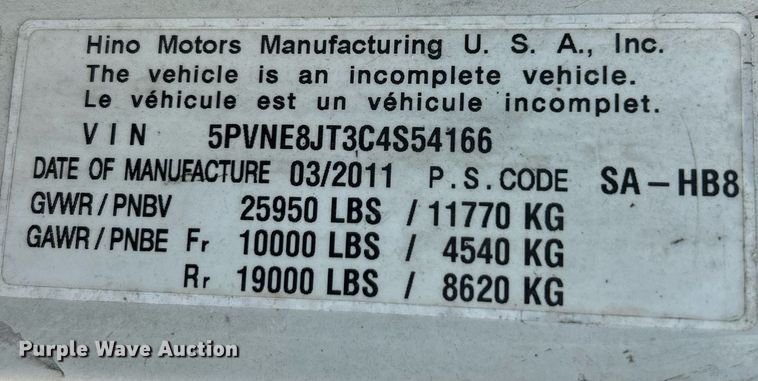 Hino Motors Manufacturing U. S. A., Inc.
The vehicle is an incomplete vehicle.
Le véhicule est un véhicule incomplet.
VIN 5PVNE8JT3C4S54166
DATE OF MANUFACTURE 03/2011 P.S.CODE SA-HB8
GVWR/PNBV 25950 LBS / 11770 KG
GAWR/PNBE Fr 10000 LBS / 4540 KG
Rr 19000 LBS / 8620 KG
Purple Wave Auction